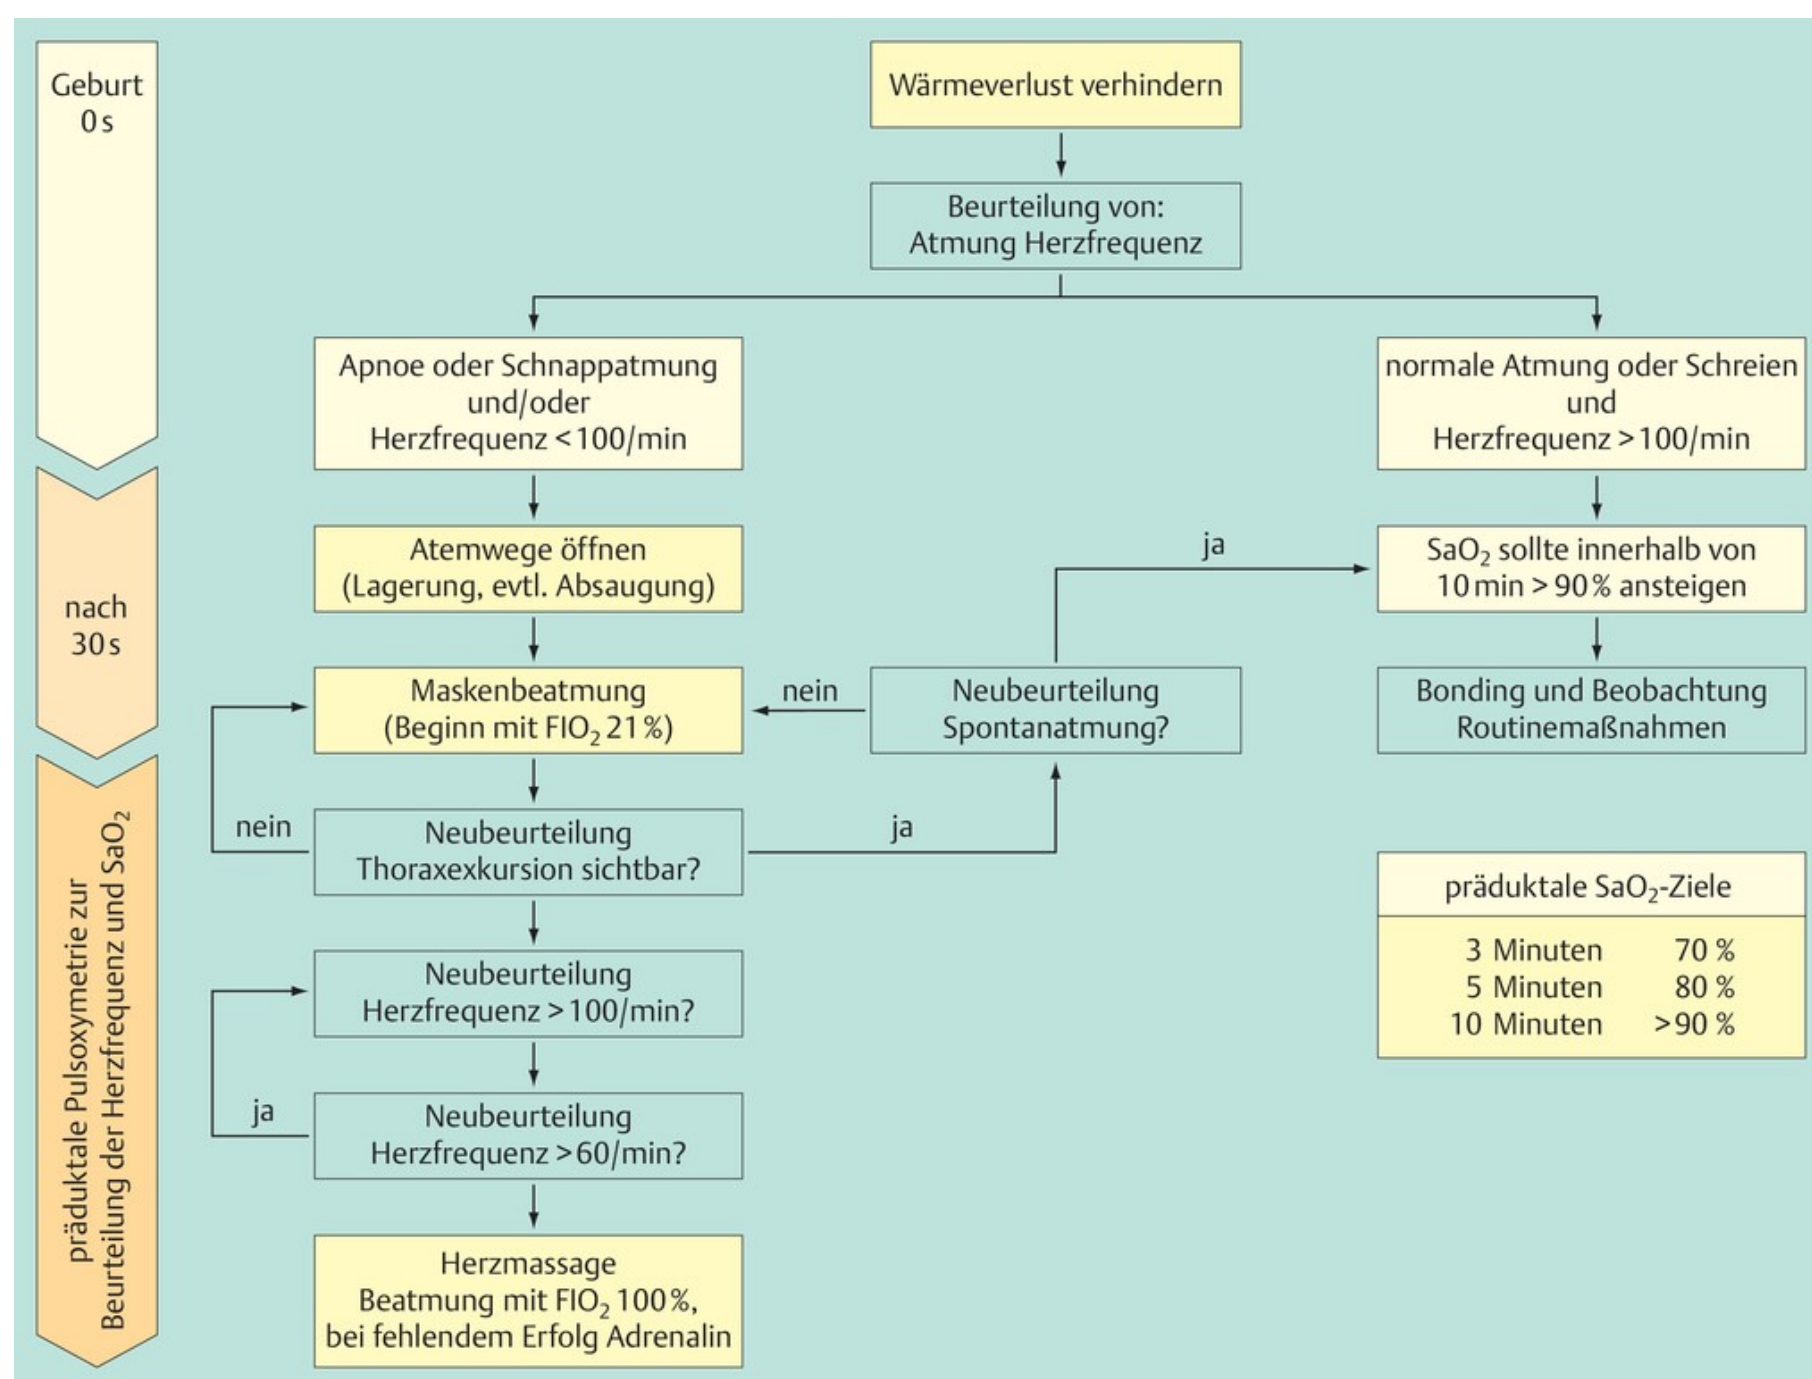 Geburt
0 s
nach
30 s
präduktale Pulsoxymetrie zur
Beurteilung der Herzfrequenz und SaO₂
Wärmeverlust verhindern
Beurteilung von:
Atmung Herzfrequenz
Apnoe oder Schnappatmung
und/oder
Herzfrequenz < 100/min
normale Atmung oder Schreien
und
Herzfrequenz > 100/min
Atemwege öffnen
(Lagerung, evtl. Absaugung)
ja
SaO₂ sollte innerhalb von
10 min > 90 % ansteigen
Maskenbeatmung
(Beginn mit FIO₂ 21 %)
nein
Neubeurteilung
Spontanatmung?
Bonding und Beobachtung
Routinemaßnahmen
nein
Neubeurteilung
Thoraxexkursion sichtbar?
ja
Neubeurteilung
Herzfrequenz > 100/min?
ja
Neubeurteilung
Herzfrequenz > 60/min?
Herzmassage
Beatmung mit FIO₂ 100 %,
bei fehlendem Erfolg Adrenalin
präduktale SaO₂-Ziele
3 Minuten 70 %
5 Minuten 80 %
10 Minuten > 90 %